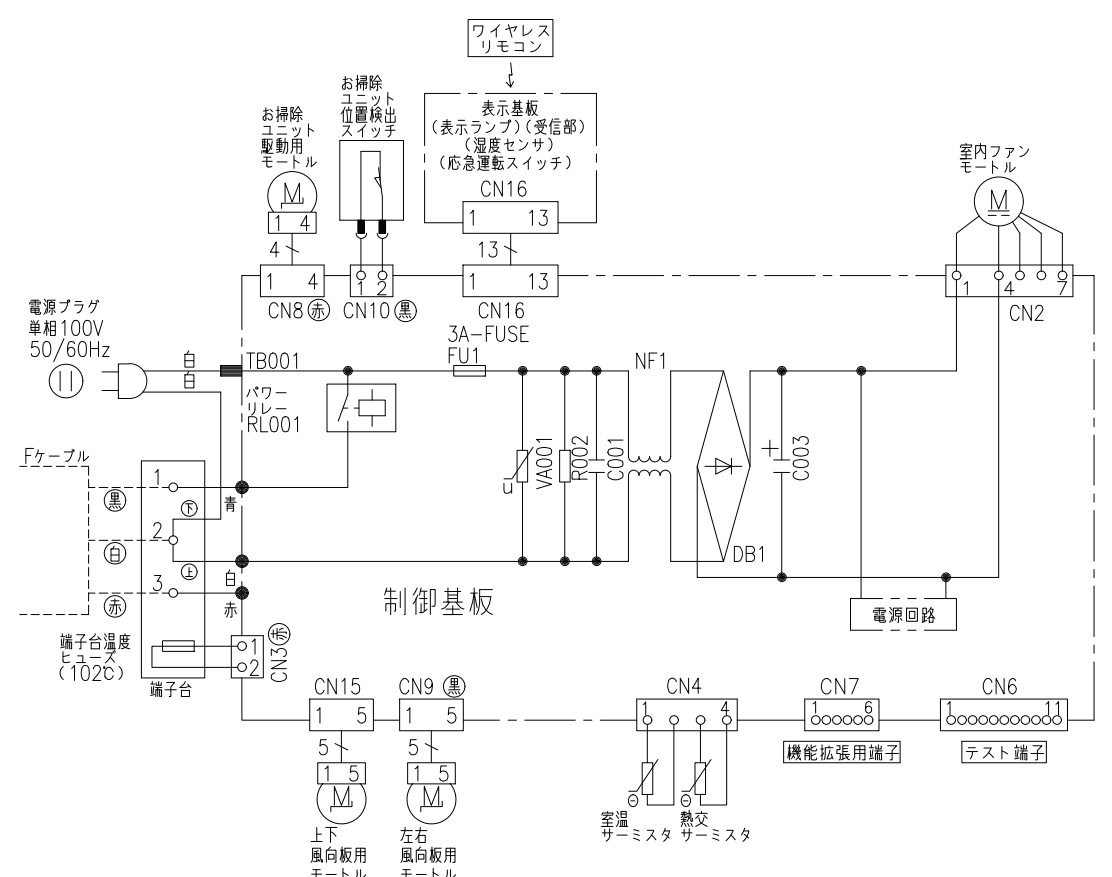 ワイヤレス
リモコン
お掃除
ユニット
位置検出
スイッチ
お掃除
ユニット
駆動用
モートル
M
1 4
4
表示基板
(表示ランプ)(受信部)
(湿度センサ)
(応急運転スイッチ)
CN16
1 13
13
室内ファン
モートル
M
1 4
CN8 赤
1 2
CN10 黒
1 13
CN16
1 4 7
CN2
電源プラグ
単相100V
50/60Hz
白
白
TB001
パワー
リレー
RL001
3A-FUSE
FU1
NF1
u
VA001
R002
C001
+
C003
DB1
Fケーブル
黒
白
赤
1
2
3
下
上
青
白
赤
制御基板
電源回路
端子台温度
ヒューズ
(102℃)
端子台
1
2
CN3 赤
CN15
1 5
5
1 5
M
上下
風向板用
モートル
CN9 黒
1 5
5
1 5
M
左右
風向板用
モートル
CN4
1 4
θ
θ
室温
サーミスタ
熱交
サーミスタ
CN7
1 6
機能拡張用端子
CN6
1 11
テスト端子